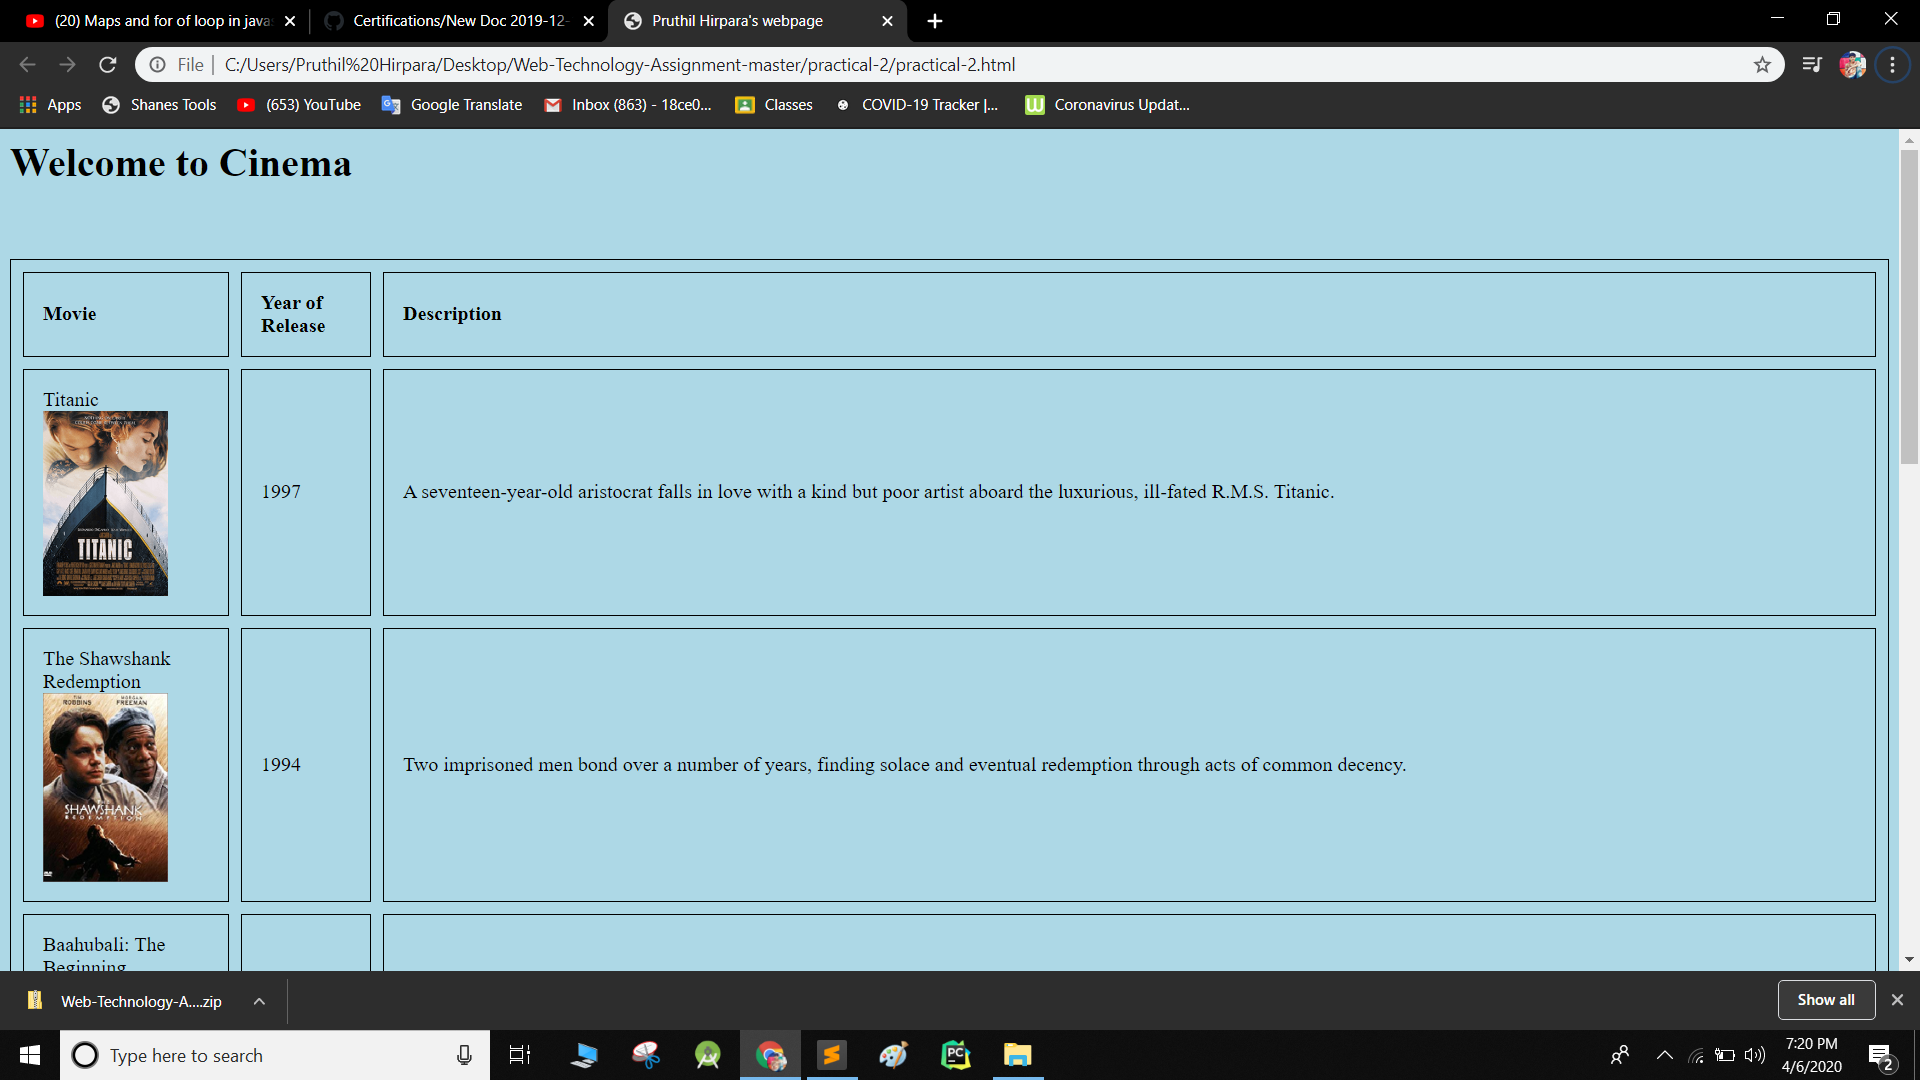 (20) Maps and for of loop in javas
Certifications/New Doc 2019-12-
Pruthil Hirpara's webpage
File
C:/Users/Pruthil%20Hirpara/Desktop/Web-Technology-Assignment-master/practical-2/practical-2.html
Apps
Shanes Tools
(653) YouTube
Google Translate
Inbox (863) - 18ce0...
Classes
COVID-19 Tracker |...
Coronavirus Updat...
Welcome to Cinema
Movie
Year of
Release
Description
Titanic
TITANIC
1997
A seventeen-year-old aristocrat falls in love with a kind but poor artist aboard the luxurious, ill-fated R.M.S. Titanic.
The Shawshank
Redemption
TIM ROBBINS
MORGAN FREEMAN
SHAWSHANK
REDEMPTION
1994
Two imprisoned men bond over a number of years, finding solace and eventual redemption through acts of common decency.
Baahubali: The
Beginning
Web-Technology-A....zip
Show all
Type here to search
PC
7:20 PM
4/6/2020
2